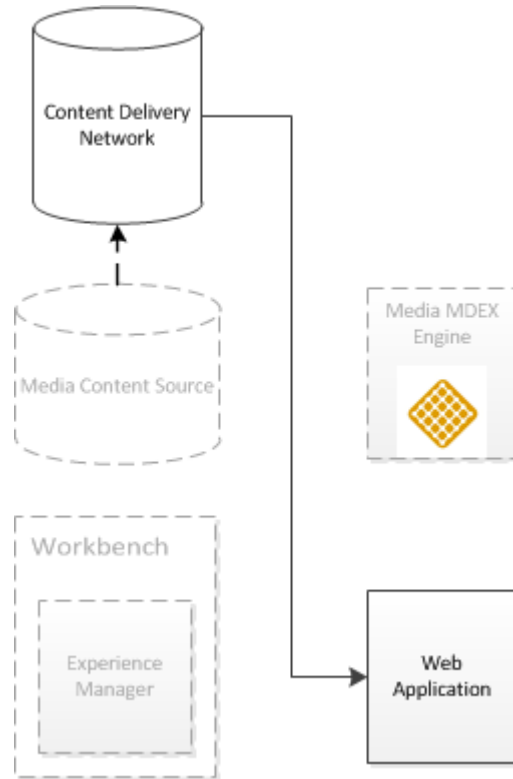 Content Delivery
Network
Media Content Source
Media MDEX
Engine
Workbench
Experience
Manager
Web
Application